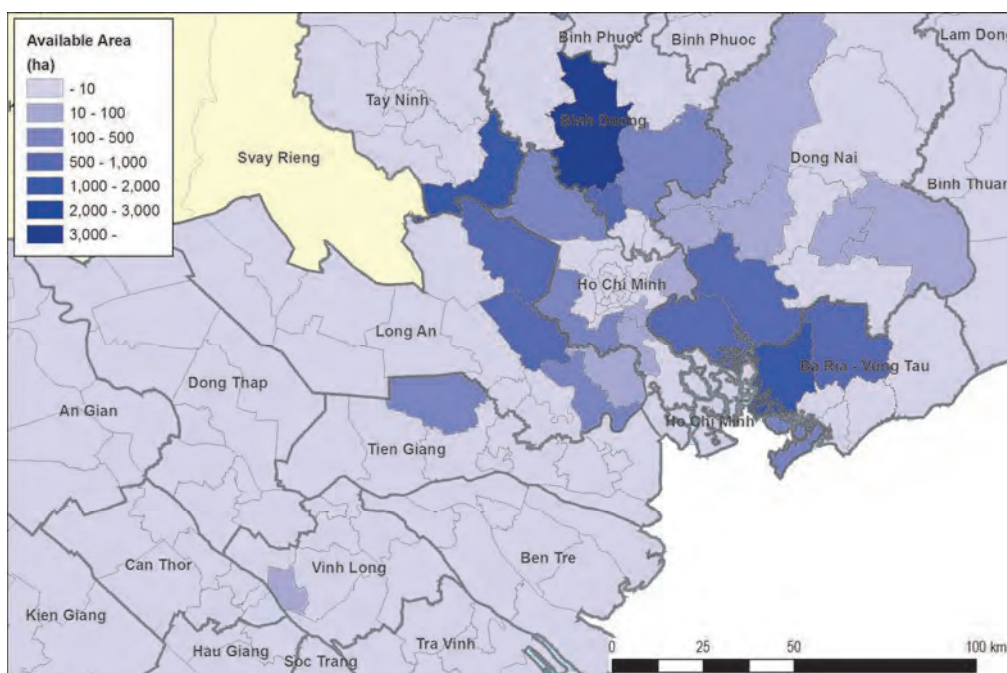 Available Area
(ha)
- 10
10 - 100
100 - 500
500 - 1,000
1,000 - 2,000
2,000 - 3,000
3,000 -
Binh Phuoc
Binh Phuoc
Lam Dong
Tay Ninh
Binh Duong
Svay Rieng
Dong Nai
Binh Thuan
Ho Chi Minh
Long An
Dong Thap
Ba Ria - Vung Tau
An Gian
Ho Chi Minh
Tien Giang
Can Thor
Vinh Long
Ben Tre
Kien Giang
Hau Giang
Tra Vinh
Soc Trang
0 25 50 100 km